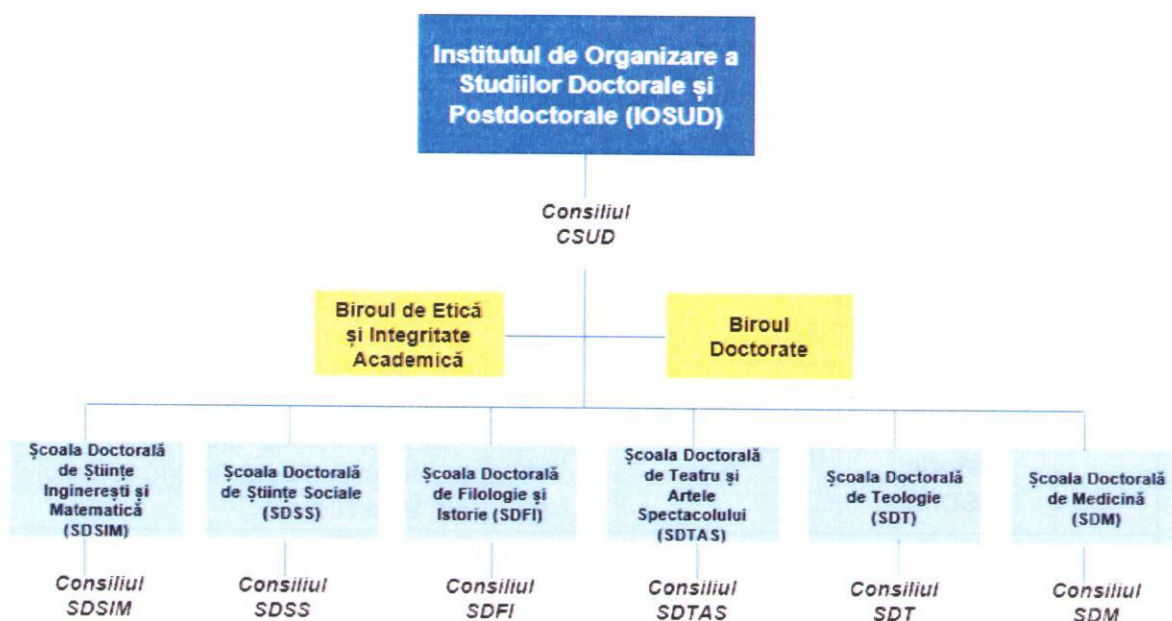 Institutul de Organizare a
Studiilor Doctorale și
Postdoctorale (IOSUD)
Consiliul
CSUD
Biroul de Etică
și Integritate
Academică
Biroul
Doctorate
Școala Doctorală
de Științe
Inginerești și
Matematică
(SDSIM)
Școala Doctorală
de Științe Sociale
(SDSS)
Școala Doctorală
de Filologie și
Istorie (SDFI)
Școala Doctorală
de Teatru și
Artele
Spectacolului
(SDTAS)
Școala Doctorală
de Teologie
(SDT)
Școala Doctorală
de Medicină
(SDM)
Consiliul
SDSIM
Consiliul
SDSS
Consiliul
SDFI
Consiliul
SDTAS
Consiliul
SDT
Consiliul
SDM